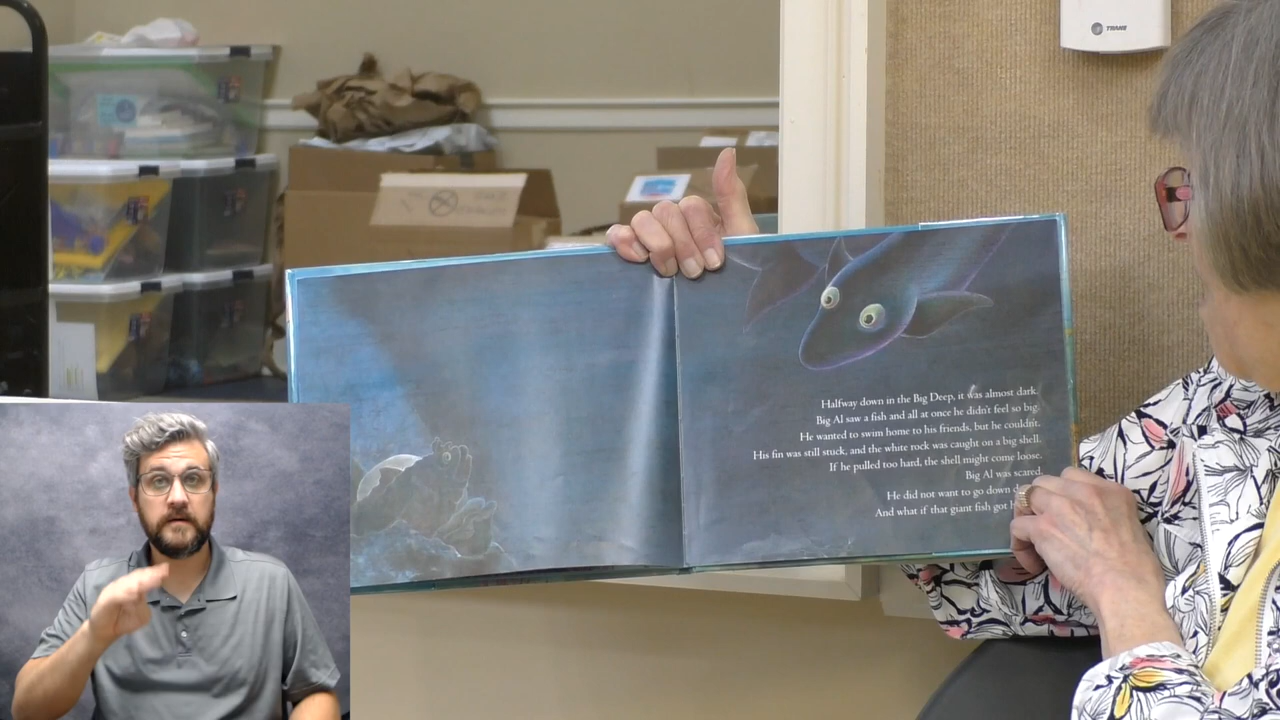 TRANE
Halfway down in the Big Deep, it was almost dark.
Big Al saw a fish and all at once he didn't feel so big.
He wanted to swim home to his friends, but he couldn't.
His fin was still stuck, and the white rock was caught on a big shell.
If he pulled too hard, the shell might come loose.
Big Al was scared.
He did not want to go down
And what if that giant fish got